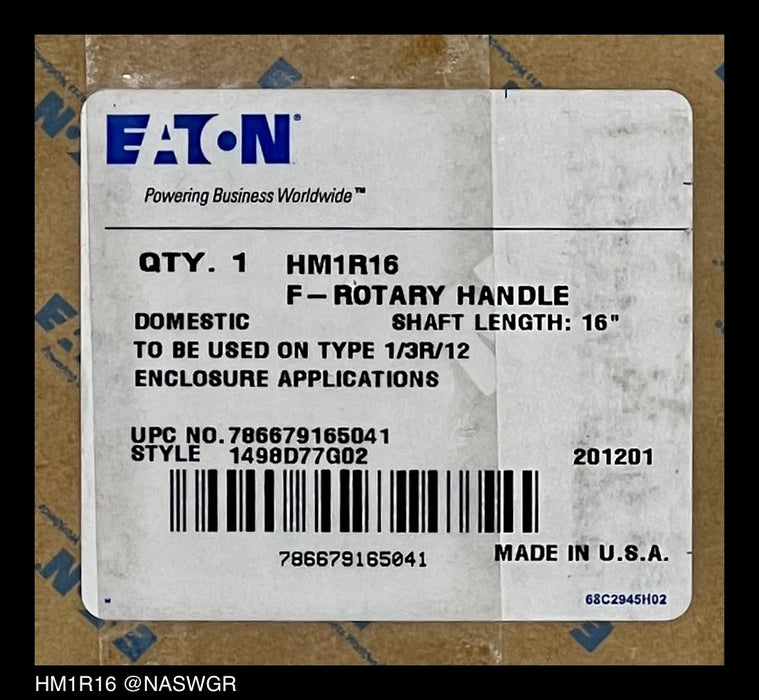 EATON®
Powering Business Worldwide™
QTY. 1 HM1R16
F-ROTARY HANDLE
DOMESTIC SHAFT LENGTH: 16"
TO BE USED ON TYPE 1/3R/12
ENCLOSURE APPLICATIONS
UPC NO. 786679165041
STYLE 1498D77G02 201201
786679165041 MADE IN U.S.A.
68C2945H02
HM1R16 @NASWGR